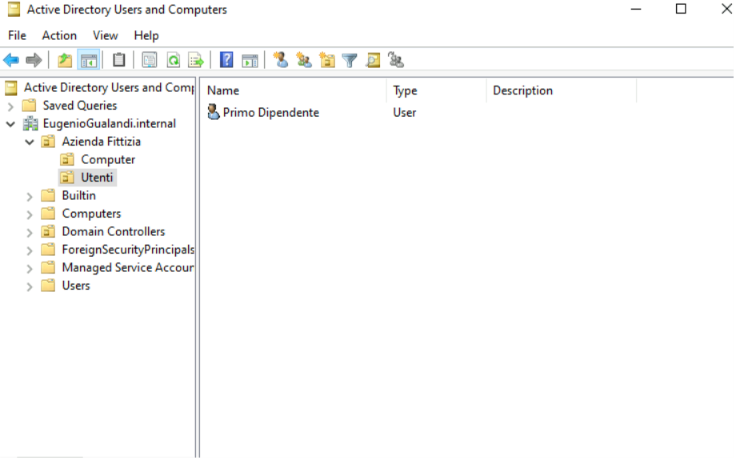 Active Directory Users and Computers
File Action View Help
Active Directory Users and Comp
Saved Queries
EugenioGualandi.internal
Azienda Fittizia
Computer
Utenti
Builtin
Computers
Domain Controllers
ForeignSecurityPrincipals
Managed Service Accour
Users
Name Type Description
Primo Dipendente User